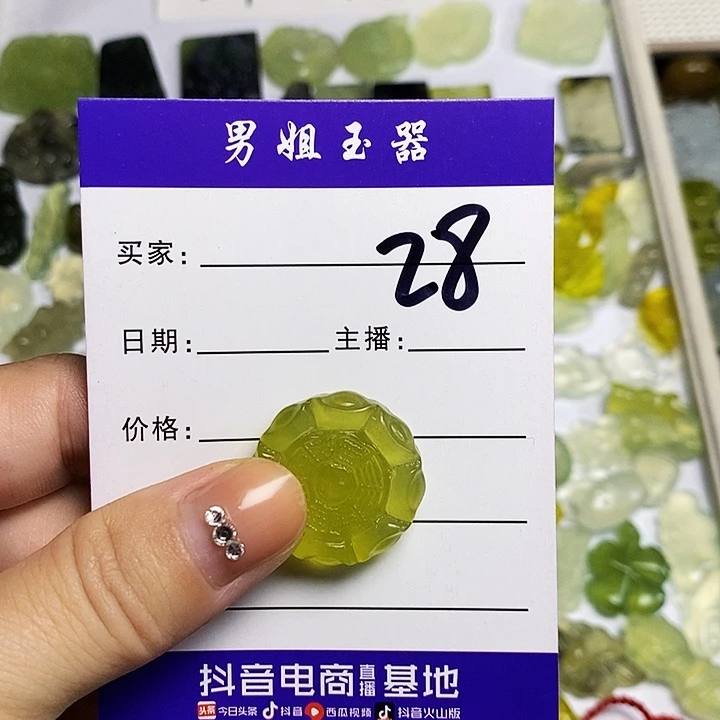 男姐玉器
买家: 28
日期: 主播:
价格:
抖音电商直播基地
头条 今日头条 抖音 西瓜视频 抖音火山版